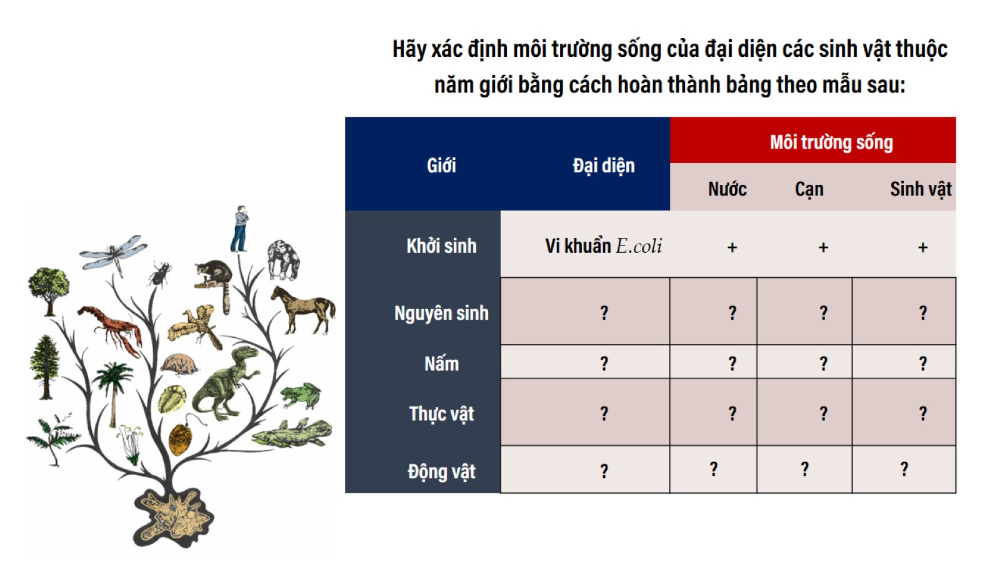 Hãy xác định môi trường sống của đại diện các sinh vật thuộc
năm giới bằng cách hoàn thành bảng theo mẫu sau:
Giới Đại diện Môi trường sống
Nước Cạn Sinh vật
Khởi sinh Vi khuẩn E.coli + + +
Nguyên sinh ? ? ? ?
Nấm ? ? ? ?
Thực vật ? ? ? ?
Động vật ? ? ? ?